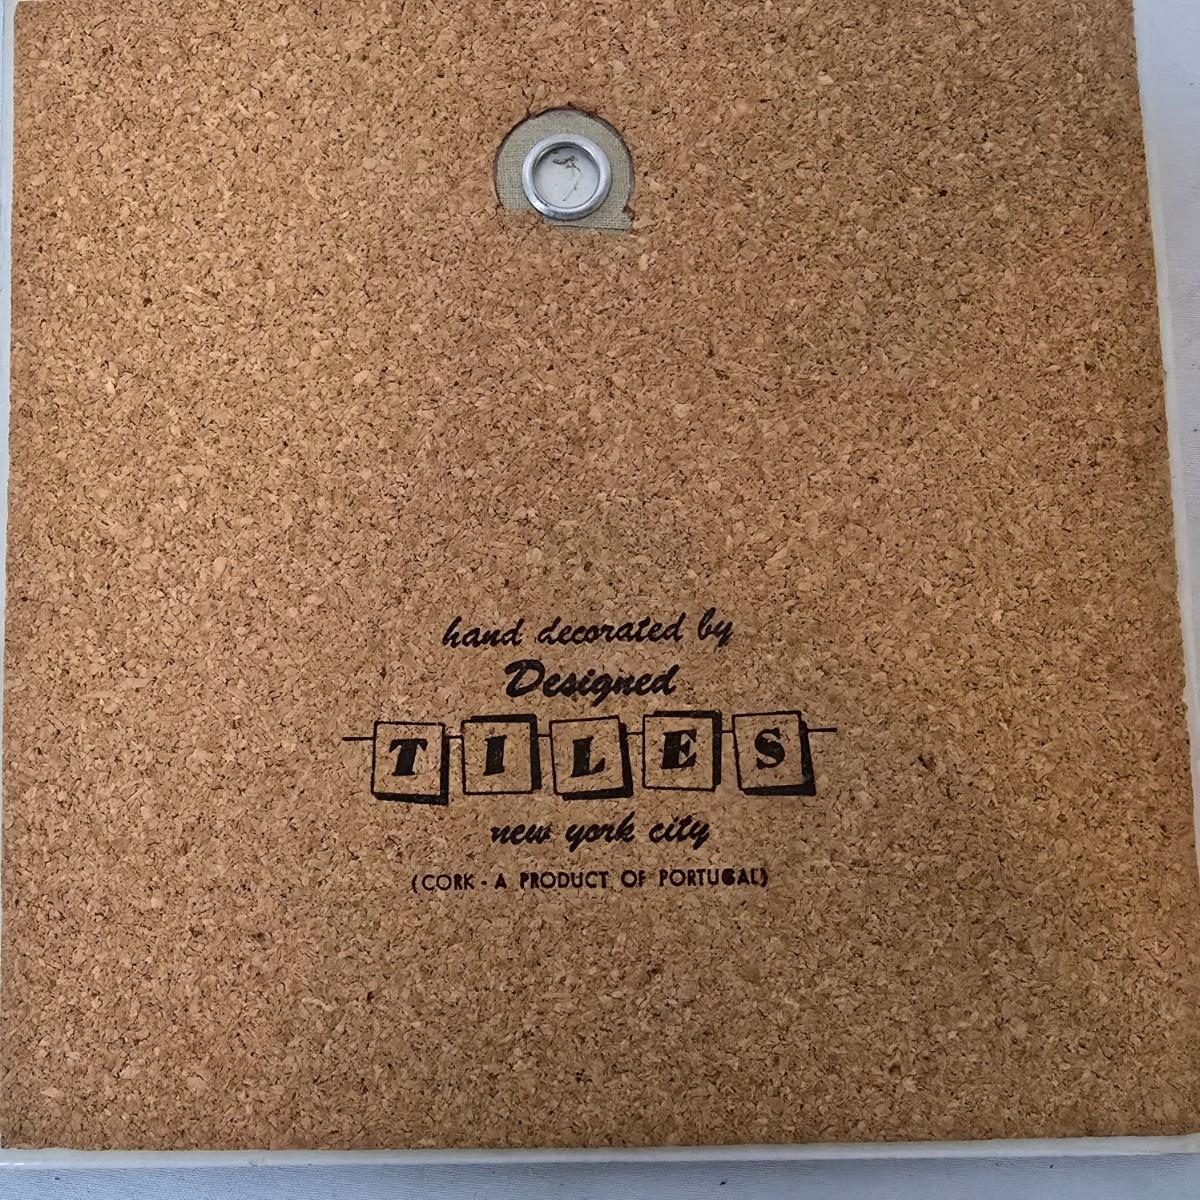 hand decorated by
Designed
TILES
new york city
(CORK - A PRODUCT OF PORTUGAL)